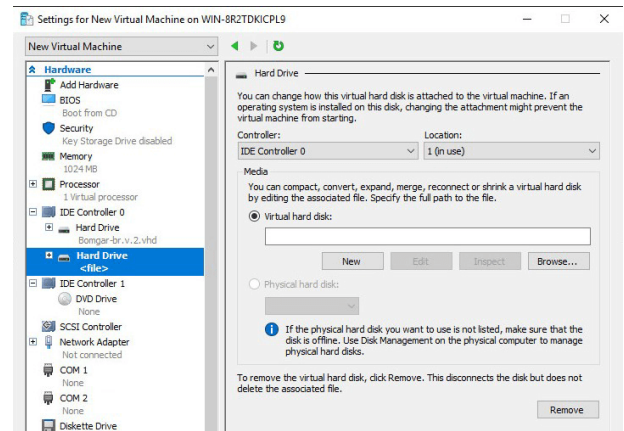 Settings for New Virtual Machine on WIN-8R2TDKICPL9
New Virtual Machine
Hardware
Add Hardware
BIOS
Boot from CD
Security
Key Storage Drive disabled
Memory
1024 MB
Processor
1 Virtual processor
IDE Controller 0
Hard Drive
Bomgar-br.v.2.vhd
Hard Drive
<file>
IDE Controller 1
DVD Drive
None
SCSI Controller
Network Adapter
Not connected
COM 1
None
COM 2
None
Diskette Drive
Hard Drive
You can change how this virtual hard disk is attached to the virtual machine. If an
operating system is installed on this disk, changing the attachment might prevent the
virtual machine from starting.
Controller: Location:
IDE Controller 0 1 (in use)
Media
You can compact, convert, expand, merge, reconnect or shrink a virtual hard disk
by editing the associated file. Specify the full path to the file.
Virtual hard disk:
New Edit Inspect Browse...
Physical hard disk:
If the physical hard disk you want to use is not listed, make sure that the
disk is offline. Use Disk Management on the physical computer to manage
physical hard disks.
To remove the virtual hard disk, click Remove. This disconnects the disk but does not
delete the associated file.
Remove